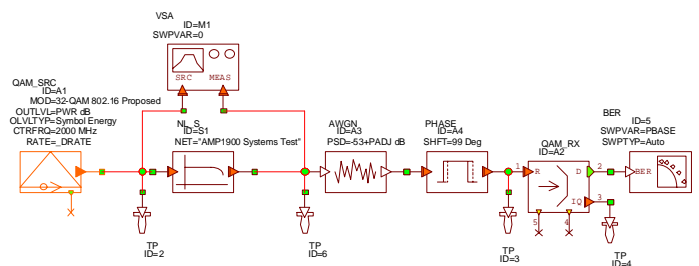 VSA
ID=M1
SWPVAR=0
SRC MEAS
QAM_SRC
ID=A1
MOD=32-QAM 802.16 Proposed
OUTLVL=PWR dB
OLVLTYP=Symbol Energy
CTRFRQ=2000 MHz
RATE=_DRATE
NL_S
ID=S1
NET="AMP1900 Systems Test"
AWGN
ID=A3
PSD=-53+PADJ dB
PHASE
ID=A4
SHFT=99 Deg
QAM_RX
ID=A2
1 R D 2
IQ 3
5 4
BER
ID=5
SWPVAR=PBASE
SWPTYP=Auto
BER
TP
ID=2
TP
ID=6
TP
ID=3
TP
ID=4